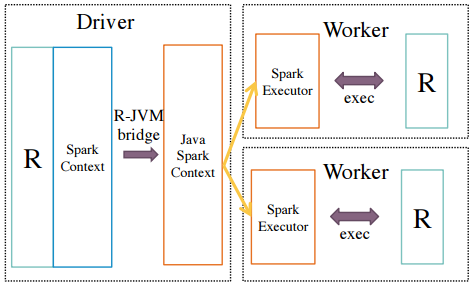 Driver
R
Spark
Context
R-JVM
bridge
Java
Spark
Context
Worker
Spark
Executor
exec
R
Worker
Spark
Executor
exec
R